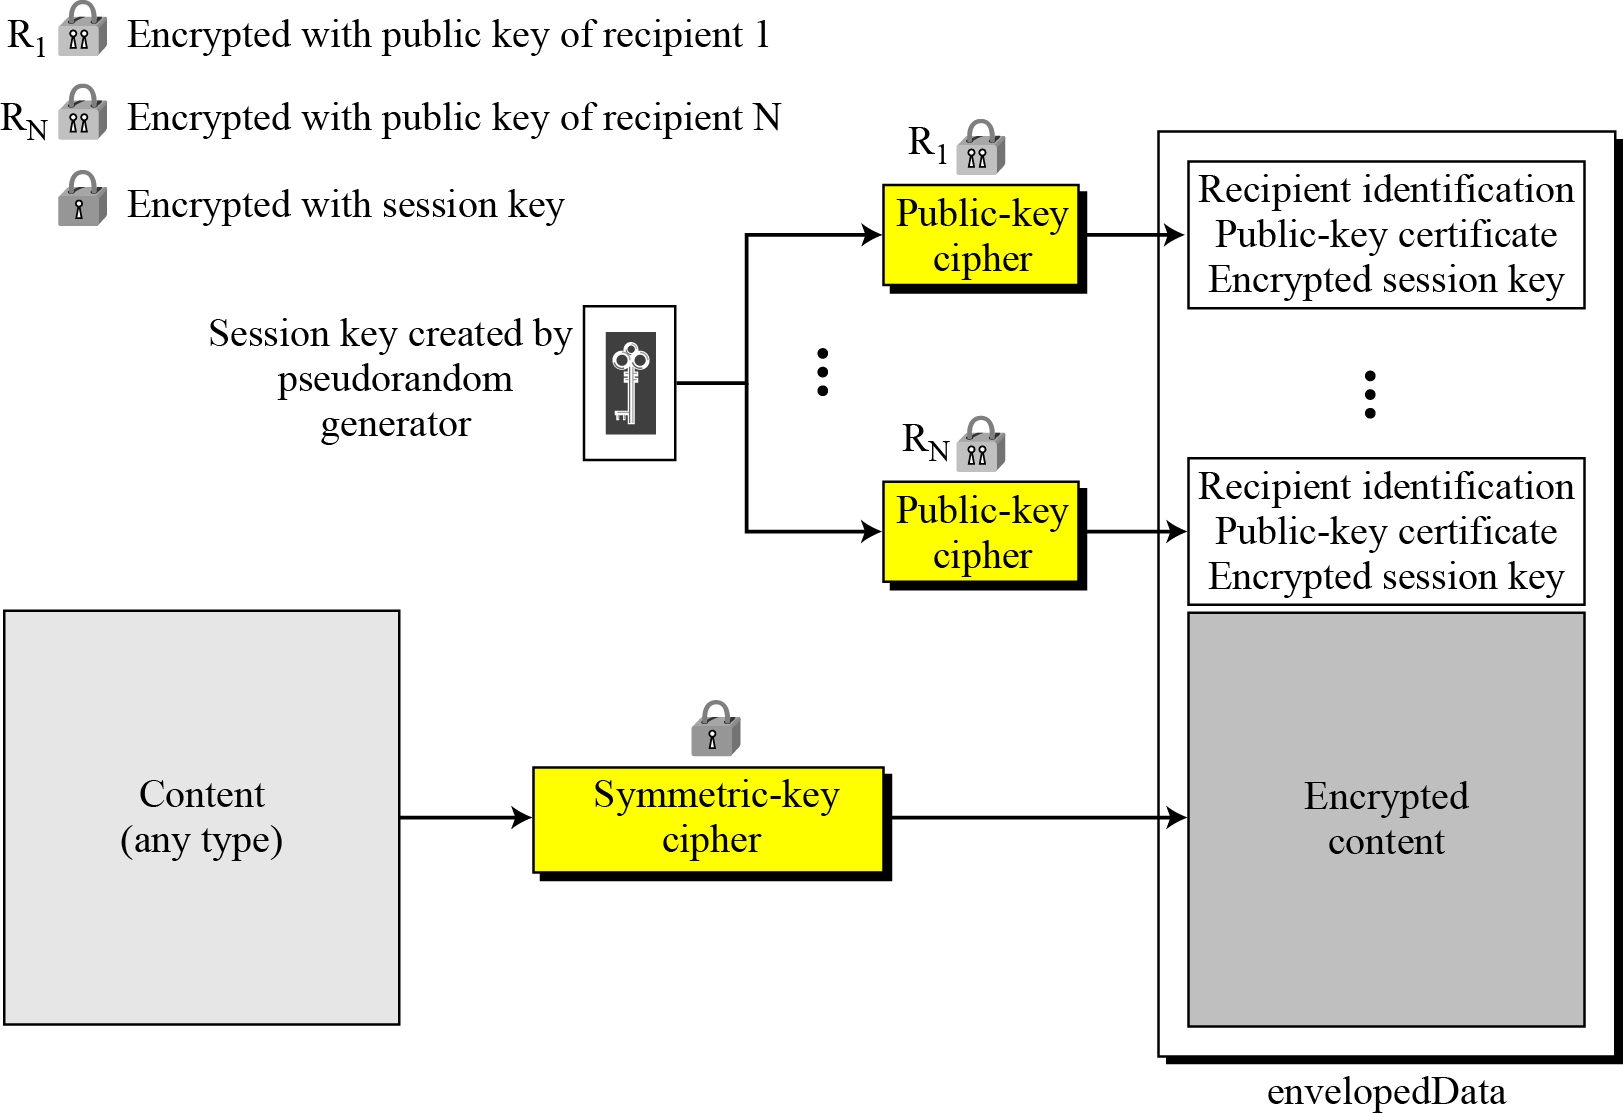 R1 Encrypted with public key of recipient 1
RN Encrypted with public key of recipient N
Encrypted with session key
R1
Public-key
cipher
Recipient identification
Public-key certificate
Encrypted session key
Session key created by
pseudorandom
generator
RN
Public-key
cipher
Recipient identification
Public-key certificate
Encrypted session key
Content
(any type)
Symmetric-key
cipher
Encrypted
content
envelopedData